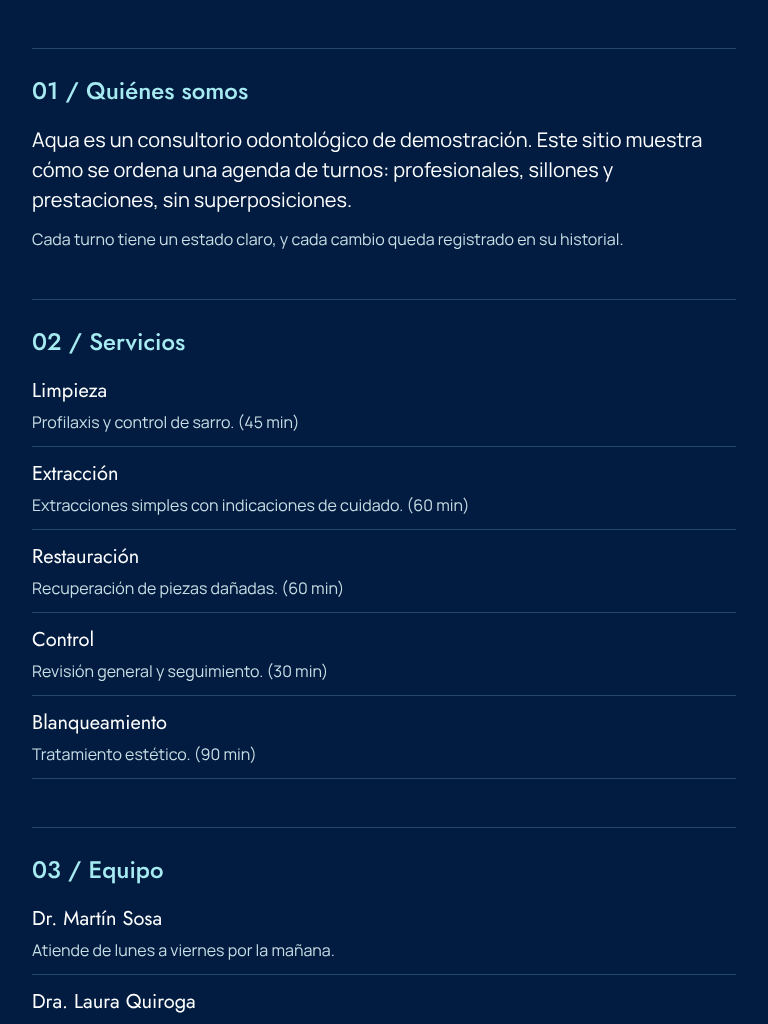 01 / Quiénes somos
Aqua es un consultorio odontológico de demostración. Este sitio muestra
cómo se ordena una agenda de turnos: profesionales, sillones y
prestaciones, sin superposiciones.
Cada turno tiene un estado claro, y cada cambio queda registrado en su historial.
02 / Servicios
Limpieza
Profilaxis y control de sarro. (45 min)
Extracción
Extracciones simples con indicaciones de cuidado. (60 min)
Restauración
Recuperación de piezas dañadas. (60 min)
Control
Revisión general y seguimiento. (30 min)
Blanqueamiento
Tratamiento estético. (90 min)
03 / Equipo
Dr. Martín Sosa
Atiende de lunes a viernes por la mañana.
Dra. Laura Quiroga